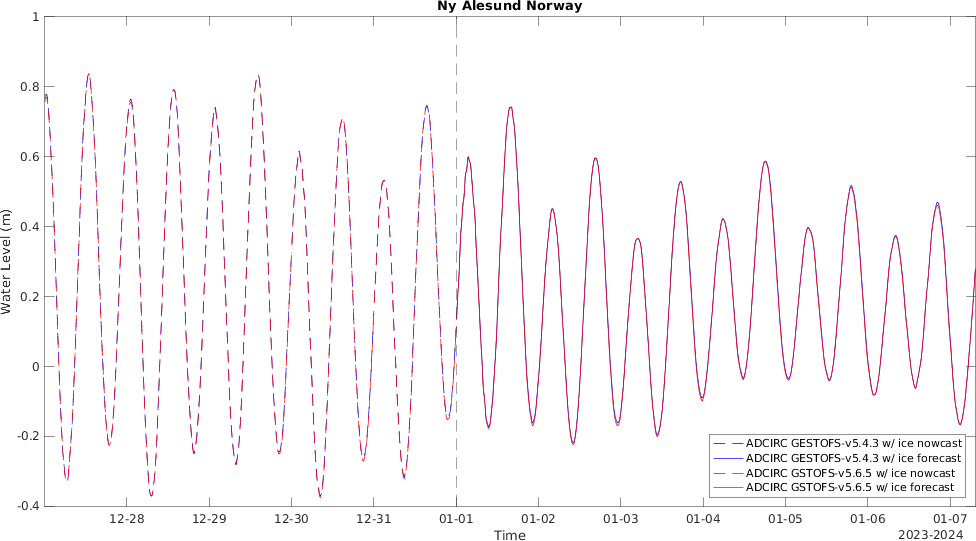 Ny Alesund Norway
1
0.8
0.6
0.4
0.2
0
-0.2
-0.4
Water Level (m)
12-28 12-29 12-30 12-31 01-01 01-02 01-03 01-04 01-05 01-06 01-07
Time
2023-2024
ADCIRC GESTOFS-v5.4.3 w/ ice nowcast
ADCIRC GESTOFS-v5.4.3 w/ ice forecast
ADCIRC GSTOFS-v5.6.5 w/ ice nowcast
ADCIRC GSTOFS-v5.6.5 w/ ice forecast